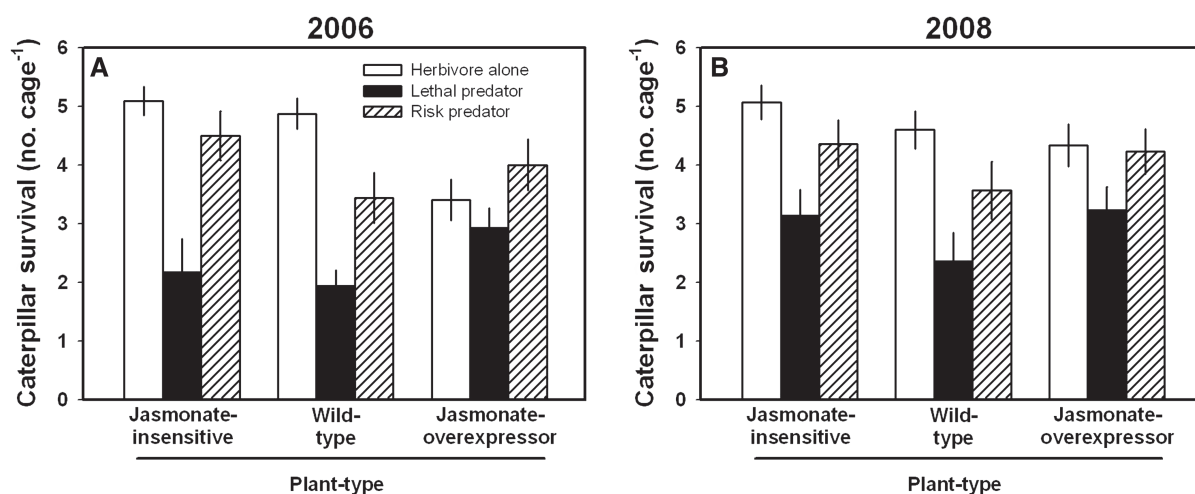 2006
A
Herbivore alone
Lethal predator
Risk predator
Caterpillar survival (no. cage⁻¹)
6
5
4
3
2
1
0
Jasmonate-
insensitive
Wild-
type
Jasmonate-
overexpressor
Plant-type
2008
B
Caterpillar survival (no. cage⁻¹)
6
5
4
3
2
1
0
Jasmonate-
insensitive
Wild-
type
Jasmonate-
overexpressor
Plant-type